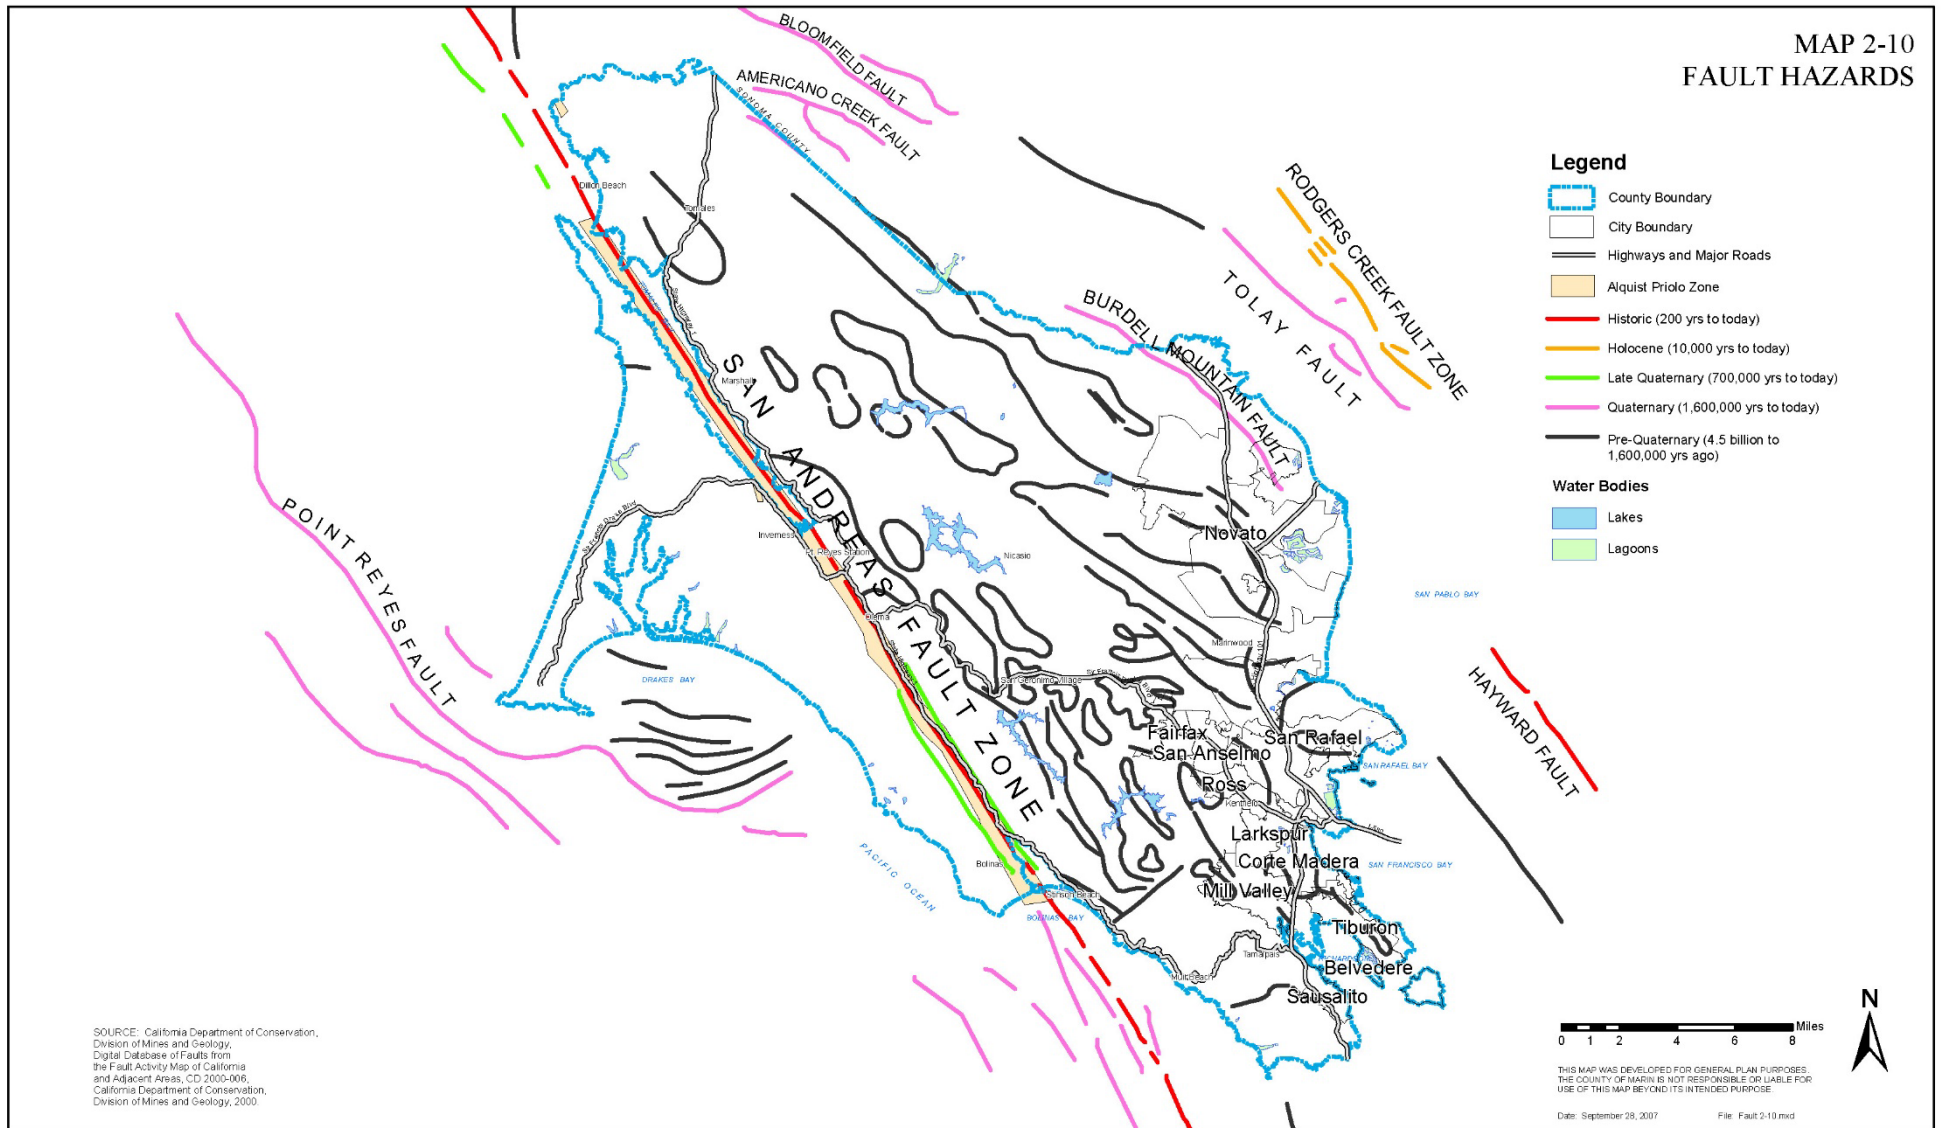 MAP 2-10
FAULT HAZARDS
BLOOMFIELD FAULT
AMERICANO CREEK FAULT
SONOMA COUNTY
Dillon Beach
Tomales
RODGERS CREEK FAULT ZONE
TOLAY FAULT
BURDELL MOUNTAIN FAULT
Marshall
SAN ANDREAS FAULT ZONE
POINT REYES FAULT
Inverness
Pt. Reyes Station
Nicasio
Novato
SAN PABLO BAY
Marinwood
San Geronimo Village
DRAKES BAY
HAYWARD FAULT
Fairfax
San Rafael
San Anselmo
SAN RAFAEL BAY
Ross
Kentfield
Larkspur
I-580
Corte Madera
SAN FRANCISCO BAY
Bolinas
PACIFIC OCEAN
Mill Valley
Stinson Beach
BOLINAS BAY
Tiburon
Tamalpais
Belvedere
Muir Beach
Sausalito
Legend
County Boundary
City Boundary
Highways and Major Roads
Alquist Priolo Zone
Historic (200 yrs to today)
Holocene (10,000 yrs to today)
Late Quaternary (700,000 yrs to today)
Quaternary (1,600,000 yrs to today)
Pre-Quaternary (4.5 billion to
1,600,000 yrs ago)
Water Bodies
Lakes
Lagoons
N
Miles
0 1 2 4 6 8
THIS MAP WAS DEVELOPED FOR GENERAL PLAN PURPOSES.
THE COUNTY OF MARIN IS NOT RESPONSIBLE OR LIABLE FOR
USE OF THIS MAP BEYOND ITS INTENDED PURPOSE.
Date: September 28, 2007 File: Fault 2-10.mxd
SOURCE: California Department of Conservation,
Division of Mines and Geology,
Digital Database of Faults from
the Fault Activity Map of California
and Adjacent Areas, CD 2000-006,
California Department of Conservation,
Division of Mines and Geology, 2000.